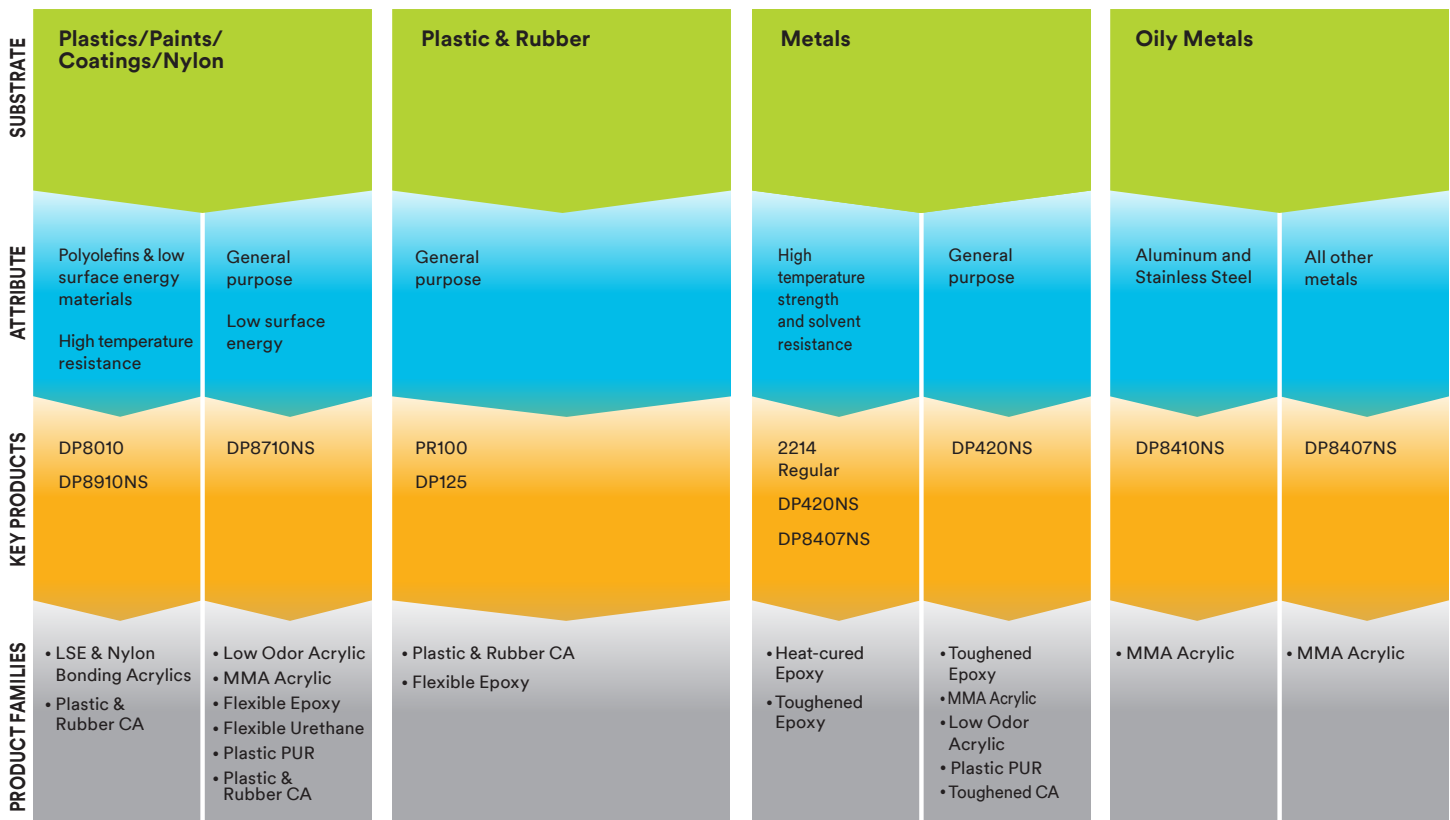 SUBSTRATE
Plastics/Paints/
Coatings/Nylon
Plastic & Rubber
Metals
Oily Metals
ATTRIBUTE
Polyolefins & low
surface energy
materials
High temperature
resistance
General
purpose
Low surface
energy
General
purpose
High
temperature
strength
and solvent
resistance
General
purpose
Aluminum and
Stainless Steel
All other
metals
KEY PRODUCTS
DP8010
DP8910NS
DP8710NS
PR100
DP125
2214
Regular
DP420NS
DP8407NS
DP420NS
DP8410NS
DP8407NS
PRODUCT FAMILIES
• LSE & Nylon
Bonding Acrylics
• Plastic &
Rubber CA
• Low Odor Acrylic
• MMA Acrylic
• Flexible Epoxy
• Flexible Urethane
• Plastic PUR
• Plastic &
Rubber CA
• Plastic & Rubber CA
• Flexible Epoxy
• Heat-cured
Epoxy
• Toughened
Epoxy
• Toughened
Epoxy
• MMA Acrylic
• Low Odor
Acrylic
• Plastic PUR
• Toughened CA
• MMA Acrylic
• MMA Acrylic